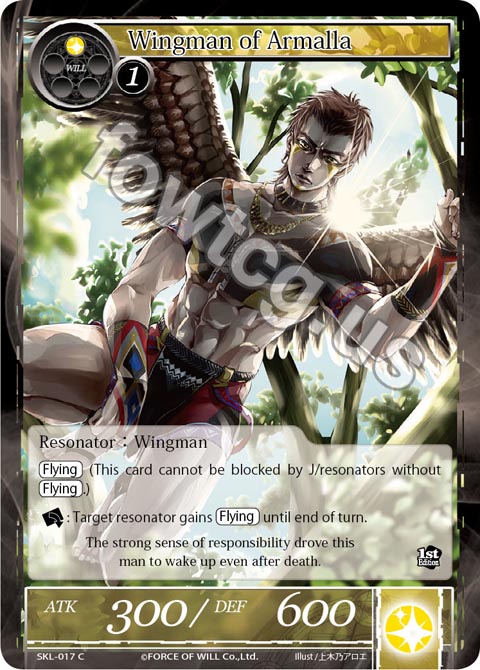 Wingman of Armalla
WILL
1
fowtcg.us
Resonator : Wingman
Flying (This card cannot be blocked by J/resonators without
Flying.)
: Target resonator gains Flying until end of turn.
The strong sense of responsibility drove this
man to wake up even after death.
1st
Edition
ATK 300/ DEF 600
SKL-017 C ©FORCE OF WILL Co.,Ltd. Illust/上木乃アロエ